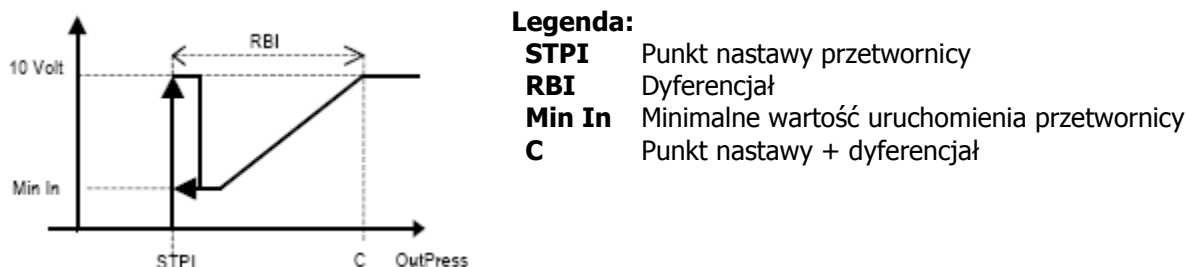 RBI
10 Volt
Min In
STPI
C
OutPress
Legenda:
STPI Punkt nastawy przetwornicy
RBI Dyferencjał
Min In Minimalne wartość uruchomienia przetwornicy
C Punkt nastawy + dyferencjał